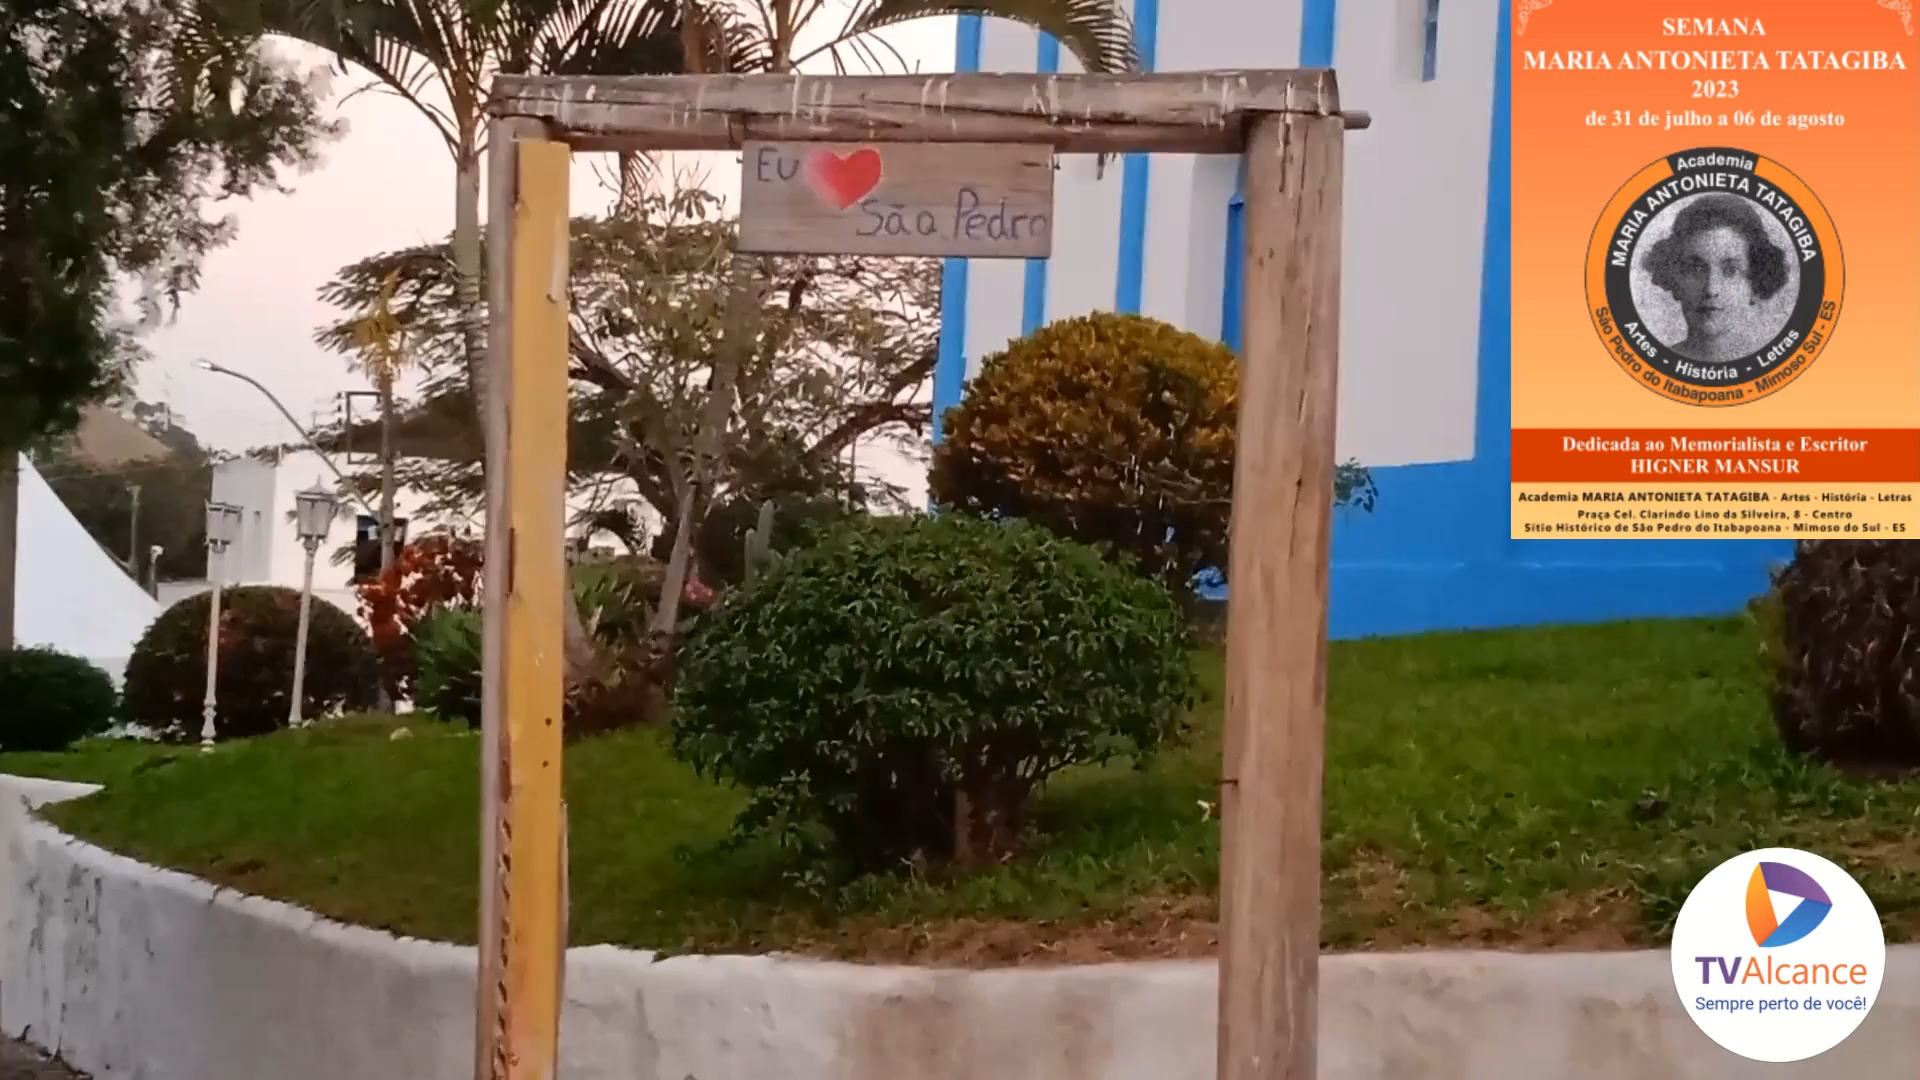 Eu ❤ São Pedro
SEMANA
MARIA ANTONIETA TATAGIBA
2023
de 31 de julho a 06 de agosto
Academia
MARIA ANTONIETA TATAGIBA
Artes - História - Letras
São Pedro do Itabapoana - Mimoso Sul - ES
Dedicada ao Memorialista e Escritor
HIGNER MANSUR
Academia MARIA ANTONIETA TATAGIBA - Artes - História - Letras
Praça Cel. Clarindo Lino da Silveira, 8 - Centro
Sítio Histórico de São Pedro do Itabapoana - Mimoso do Sul - ES
TVAlcance
Sempre perto de você!